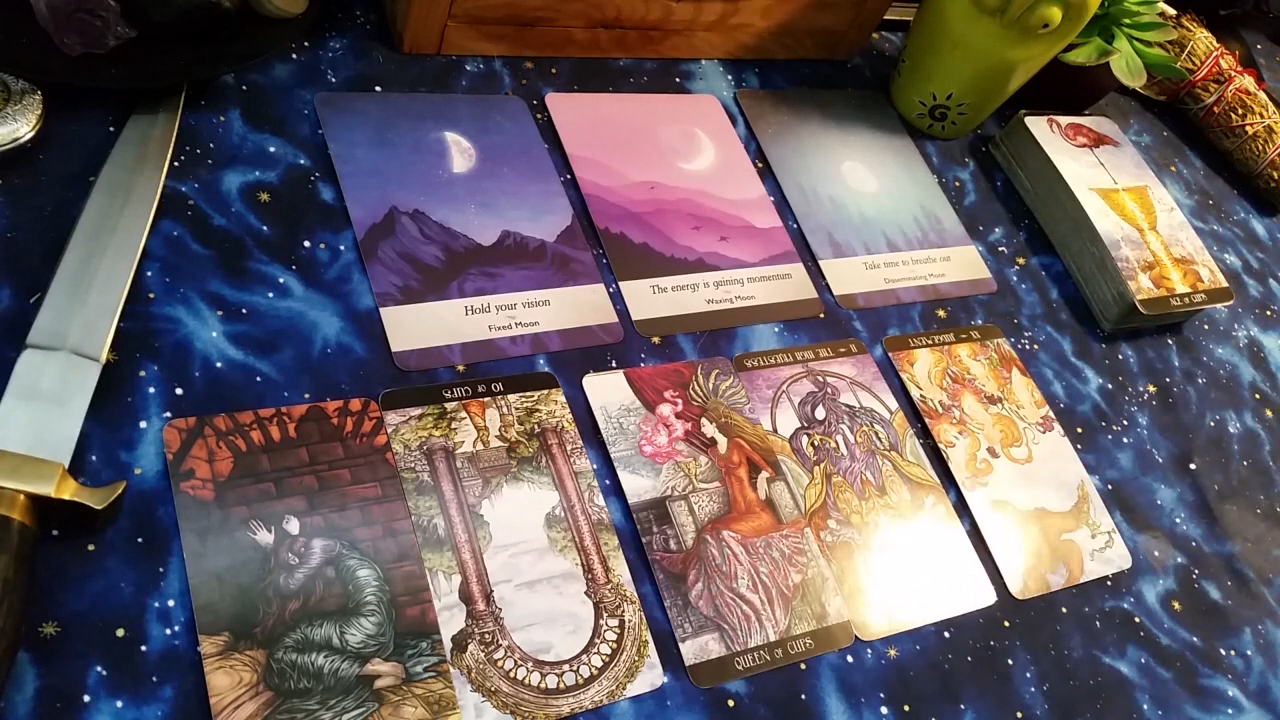 Hold your vision
Fixed Moon
The energy is gaining momentum
Waxing Moon
Take time to breathe out
Disseminating Moon
ACE OF CUPS
10 OF CUPS
QUEEN OF CUPS
II THE HIGH PRIESTESS
XX JUDGEMENT
G